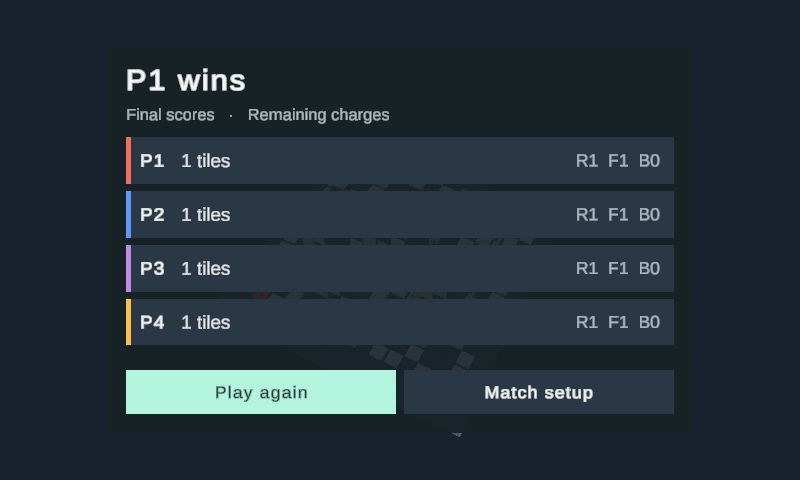 P1 wins
Final scores · Remaining charges
P1 1 tiles R1 F1 B0
P2 1 tiles R1 F1 B0
P3 1 tiles R1 F1 B0
P4 1 tiles R1 F1 B0
Play again Match setup